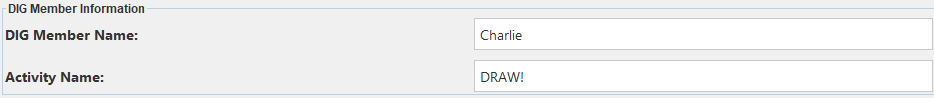 DIG Member Information
DIG Member Name: Charlie
Activity Name: DRAW!